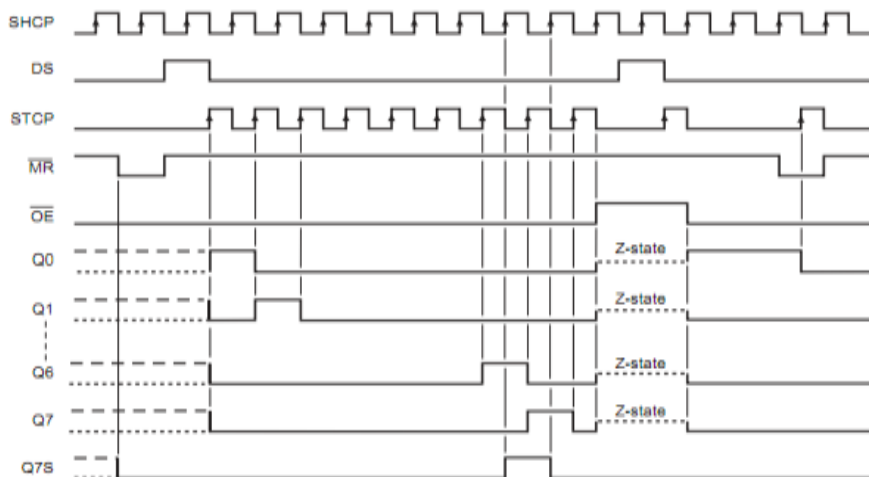 SHCP
DS
STCP
MR
OE
Q0
Z-state
Q1
Z-state
Q6
Z-state
Q7
Z-state
Q7S